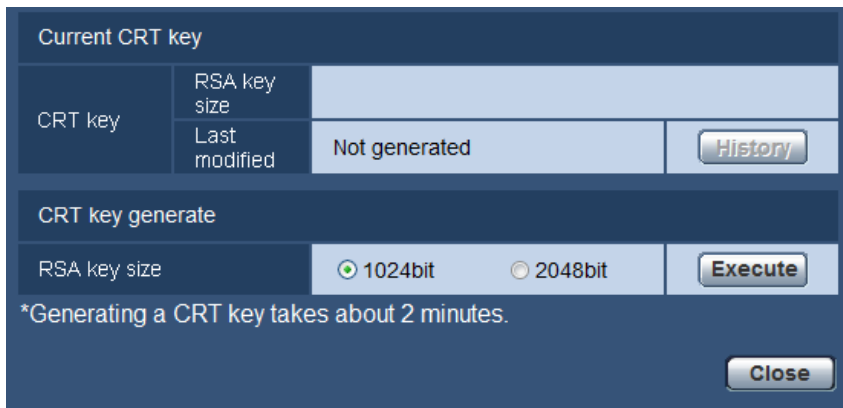 Current CRT key
CRT key
RSA key
size
Last
modified
Not generated
History
CRT key generate
RSA key size
1024bit
2048bit
Execute
*Generating a CRT key takes about 2 minutes.
Close